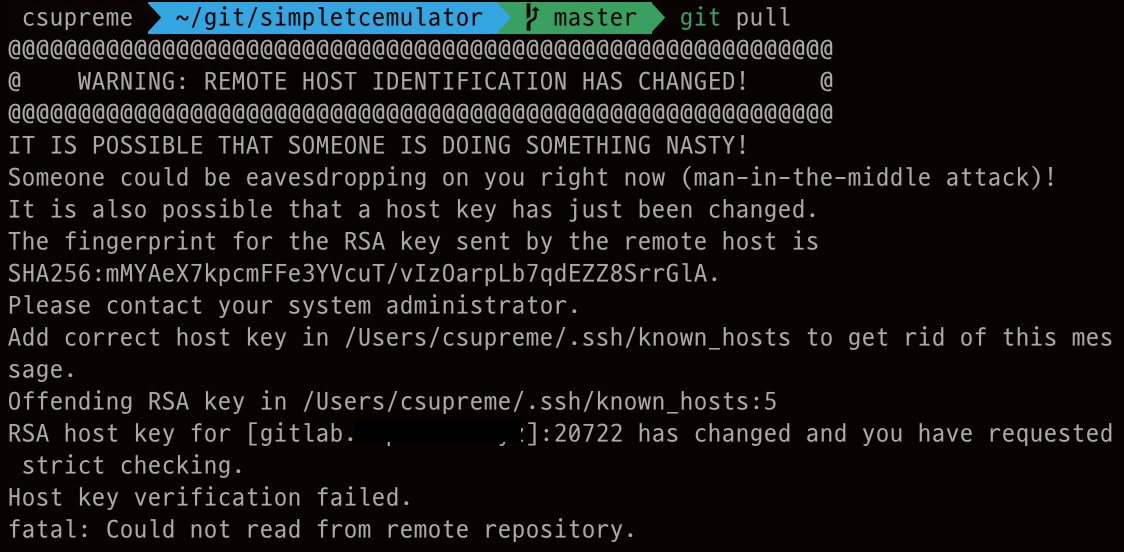 csupreme ~/git/simpletcemulator master git pull
@@@@@@@@@@@@@@@@@@@@@@@@@@@@@@@@@@@@@@@@@@@@@@@@@@@@@@@@@@@
@    WARNING: REMOTE HOST IDENTIFICATION HAS CHANGED!     @
@@@@@@@@@@@@@@@@@@@@@@@@@@@@@@@@@@@@@@@@@@@@@@@@@@@@@@@@@@@
IT IS POSSIBLE THAT SOMEONE IS DOING SOMETHING NASTY!
Someone could be eavesdropping on you right now (man-in-the-middle attack)!
It is also possible that a host key has just been changed.
The fingerprint for the RSA key sent by the remote host is
SHA256:mMYAeX7kpcmFFe3YVcuT/vIzOarpLb7qdEZZ8SrrGlA.
Please contact your system administrator.
Add correct host key in /Users/csupreme/.ssh/known_hosts to get rid of this mes
sage.
Offending RSA key in /Users/csupreme/.ssh/known_hosts:5
RSA host key for [gitlab. ]:20722 has changed and you have requested
strict checking.
Host key verification failed.
fatal: Could not read from remote repository.